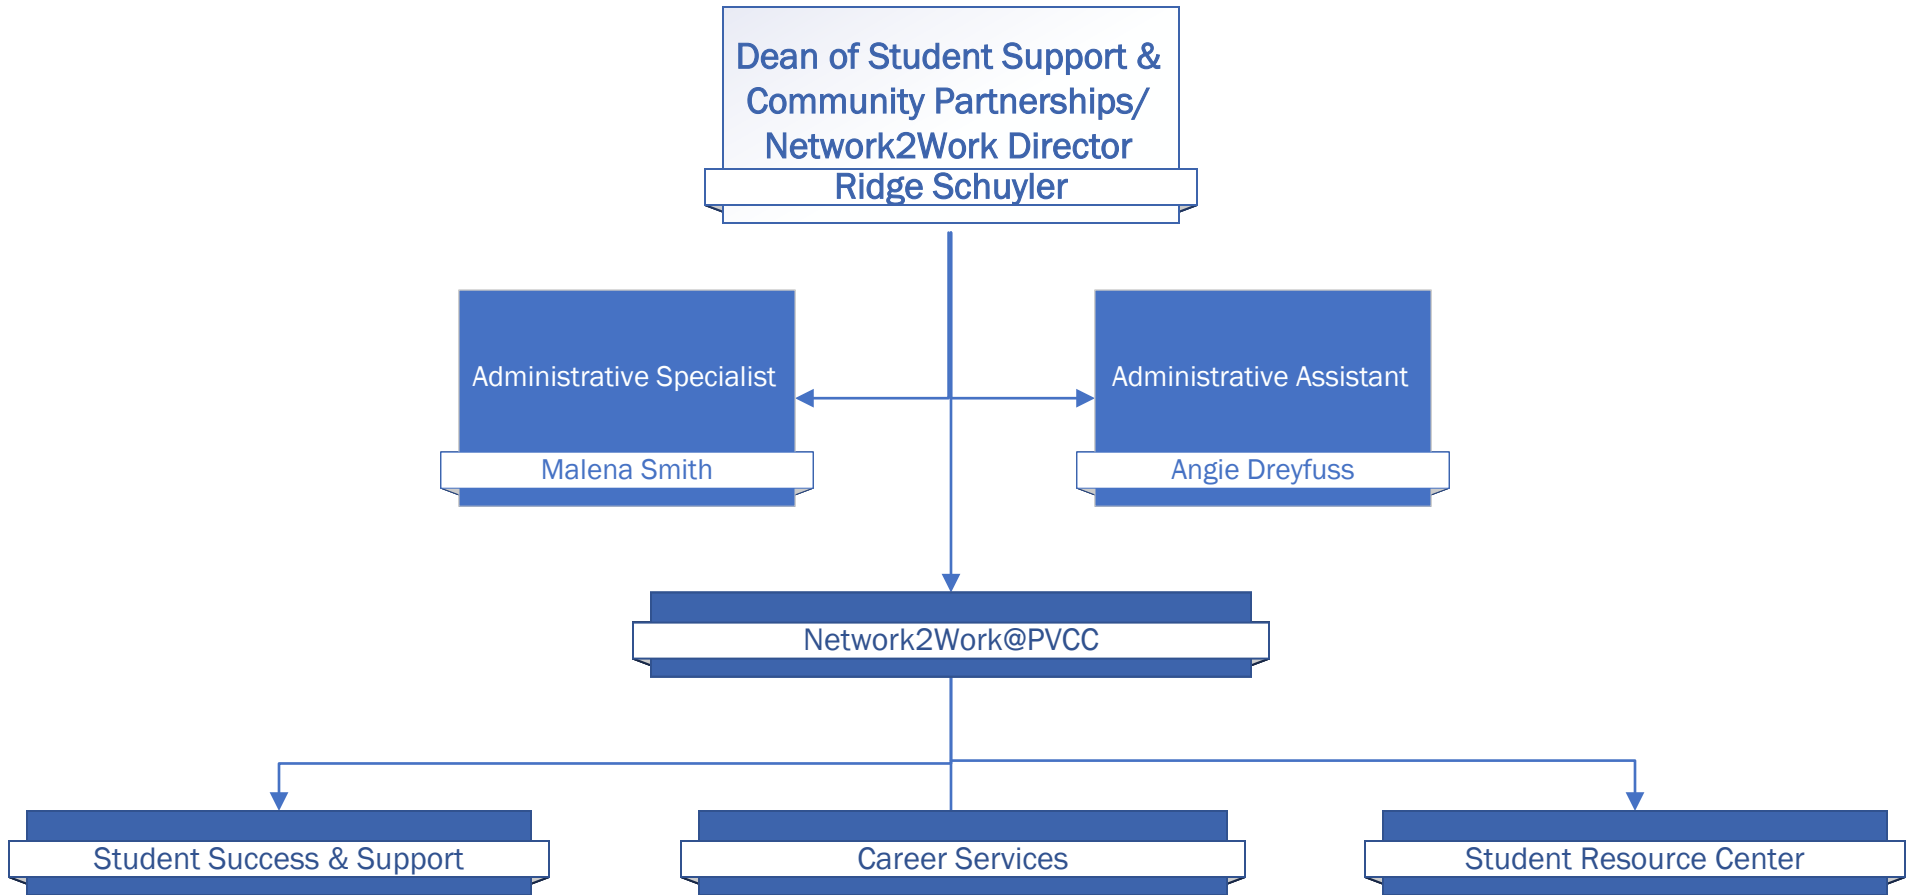 Dean of Student Support &
Community Partnerships/
Network2Work Director
Ridge Schuyler
Administrative Specialist
Malena Smith
Administrative Assistant
Angie Dreyfuss
Network2Work@PVCC
Student Success & Support
Career Services
Student Resource Center